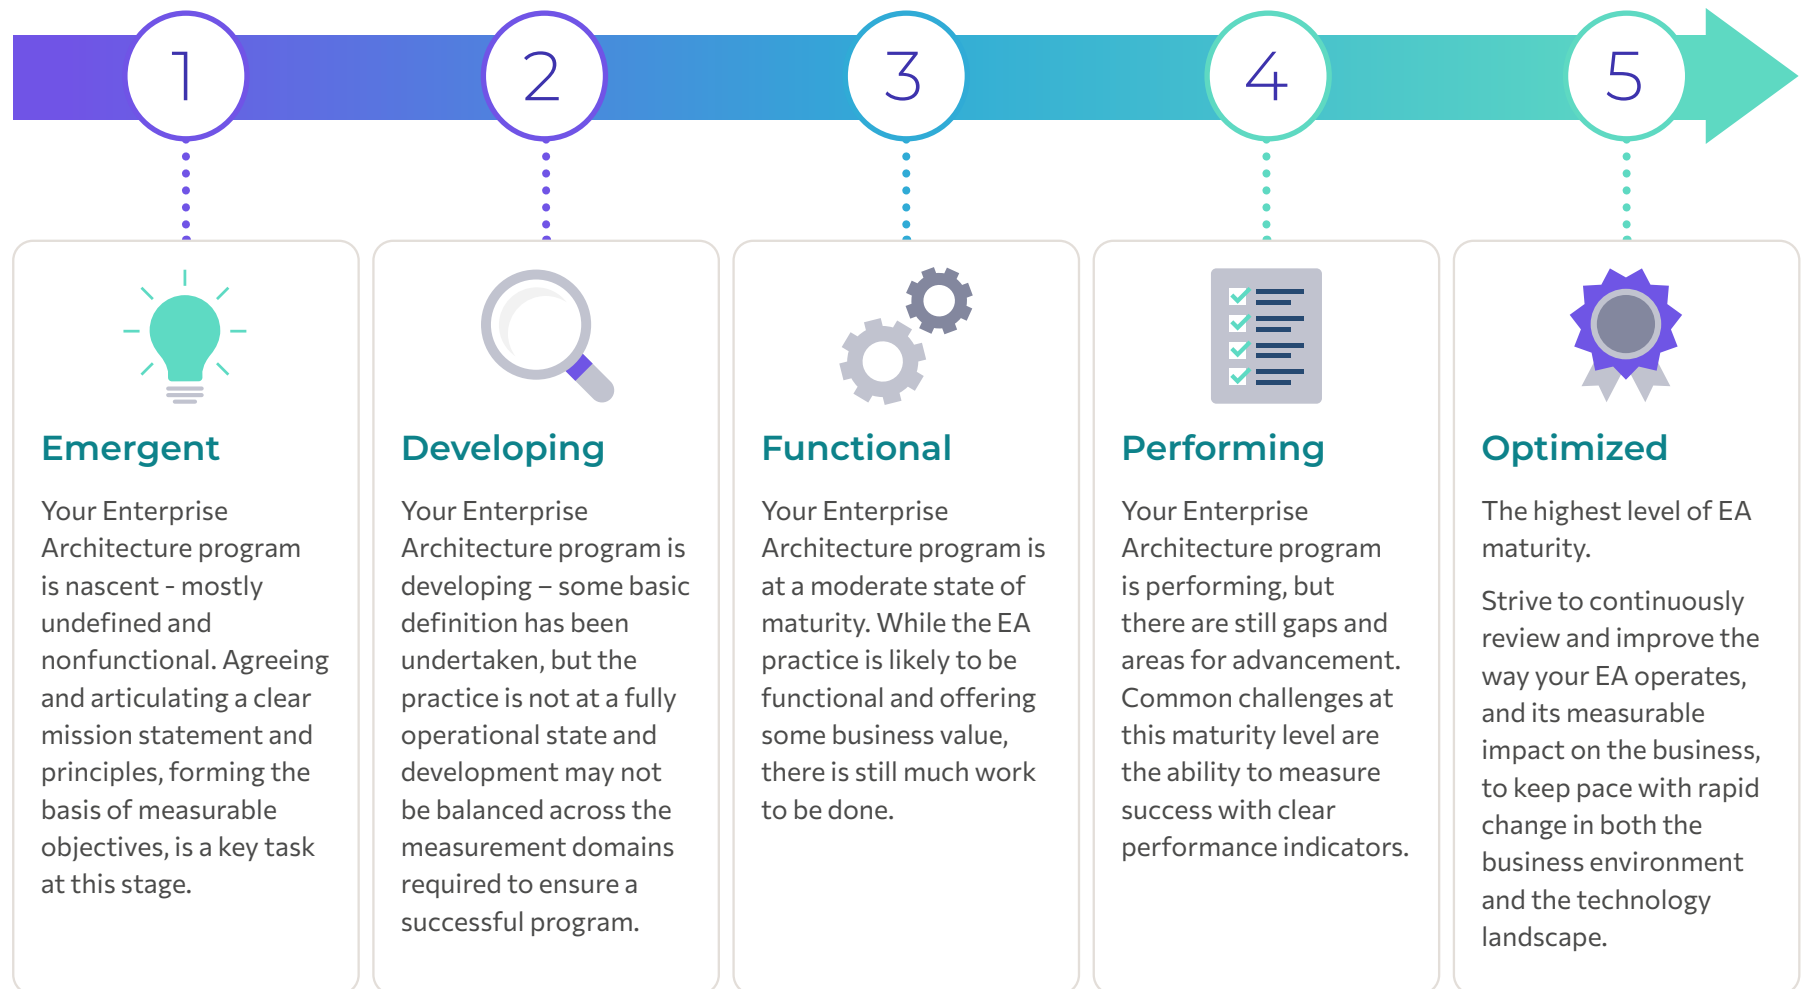 1
2
3
4
5
Emergent
Your Enterprise
Architecture program
is nascent - mostly
undefined and
nonfunctional. Agreeing
and articulating a clear
mission statement and
principles, forming the
basis of measurable
objectives, is a key task
at this stage.
Developing
Your Enterprise
Architecture program is
developing – some basic
definition has been
undertaken, but the
practice is not at a fully
operational state and
development may not
be balanced across the
measurement domains
required to ensure a
successful program.
Functional
Your Enterprise
Architecture program is
at a moderate state of
maturity. While the EA
practice is likely to be
functional and offering
some business value,
there is still much work
to be done.
Performing
Your Enterprise
Architecture program
is performing, but
there are still gaps and
areas for advancement.
Common challenges at
this maturity level are
the ability to measure
success with clear
performance indicators.
Optimized
The highest level of EA
maturity.
Strive to continuously
review and improve the
way your EA operates,
and its measurable
impact on the business,
to keep pace with rapid
change in both the
business environment
and the technology
landscape.